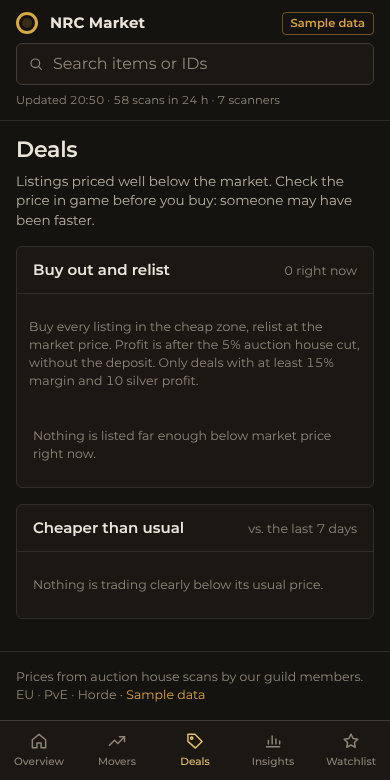 NRC Market
Sample data
Search items or IDs
Updated 20:50 · 58 scans in 24 h · 7 scanners
Deals
Listings priced well below the market. Check the
price in game before you buy: someone may have
been faster.
Buy out and relist
0 right now
Buy every listing in the cheap zone, relist at the
market price. Profit is after the 5% auction house cut,
without the deposit. Only deals with at least 15%
margin and 10 silver profit.
Nothing is listed far enough below market price
right now.
Cheaper than usual
vs. the last 7 days
Nothing is trading clearly below its usual price.
Prices from auction house scans by our guild members.
EU · PvE · Horde · Sample data
Overview
Movers
Deals
Insights
Watchlist